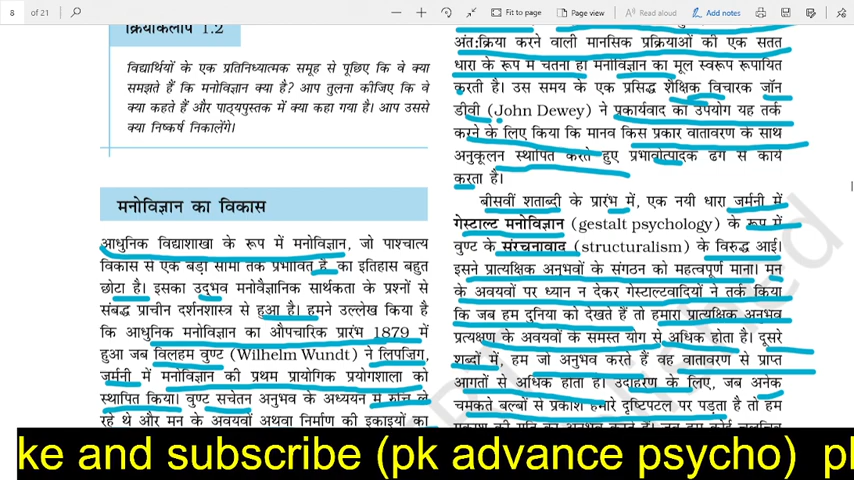 8 of 21
Fit to page
Page view
Read aloud
Add notes
क्रियाकलाप 1.2
विद्यार्थियों के एक प्रतिनिध्यात्मक समूह से पूछिए कि वे क्या
समझते हैं कि मनोविज्ञान क्या है? आप तुलना कीजिए कि वे
क्या कहते हैं और पाठ्यपुस्तक में क्या कहा गया है। आप उससे
क्या निष्कर्ष निकालेंगे।
मनोविज्ञान का विकास
आधुनिक विद्याशाखा के रूप में मनोविज्ञान, जो पाश्चात्य
विकास से एक बड़ी सीमा तक प्रभावित है, का इतिहास बहुत
छोटा है। इसका उद्भव मनोवैज्ञानिक सार्थकता के प्रश्नों से
संबद्ध प्राचीन दर्शनशास्त्र से हुआ है। हमने उल्लेख किया है
कि आधुनिक मनोविज्ञान का औपचारिक प्रारंभ 1879 में
हुआ जब विलहम वुण्ट (Wilhelm Wundt) ने लिपज़िग,
जर्मनी में मनोविज्ञान की प्रथम प्रायोगिक प्रयोगशाला को
स्थापित किया। वुण्ट सचेतन अनुभव के अध्ययन में रुचि ले
रहे थे और मन के अवयवों अथवा निर्माण की इकाइयों का
अंत:क्रिया करने वाली मानसिक प्रक्रियाओं की एक सतत
धारा के रूप में चेतना ही मनोविज्ञान का मूल स्वरूप रूपायित
करती है। उस समय के एक प्रसिद्ध शैक्षिक विचारक जॉन
डीवी (John Dewey) ने प्रकार्यवाद का उपयोग यह तर्क
करने के लिए किया कि मानव किस प्रकार वातावरण के साथ
अनुकूलन स्थापित करते हुए प्रभावोत्पादक ढंग से कार्य
करता है।
बीसवीं शताब्दी के प्रारंभ में, एक नयी धारा जर्मनी में
गेस्टाल्ट मनोविज्ञान (gestalt psychology) के रूप में
वुण्ट के संरचनावाद (structuralism) के विरुद्ध आई।
इसने प्रात्यक्षिक अनुभवों के संगठन को महत्वपूर्ण माना। मन
के अवयवों पर ध्यान न देकर गेस्टाल्टवादियों ने तर्क किया
कि जब हम दुनिया को देखते हैं तो हमारा प्रात्यक्षिक अनुभव
प्रत्यक्षण के अवयवों के समस्त योग से अधिक होता है। दूसरे
शब्दों में, हम जो अनुभव करते हैं वह वातावरण से प्राप्त
आगतों से अधिक होता है। उदाहरण के लिए, जब अनेक
चमकते बल्बों से प्रकाश हमारे दृष्टिपटल पर पड़ता है तो हम
ke and subscribe (pk advance psycho) pl